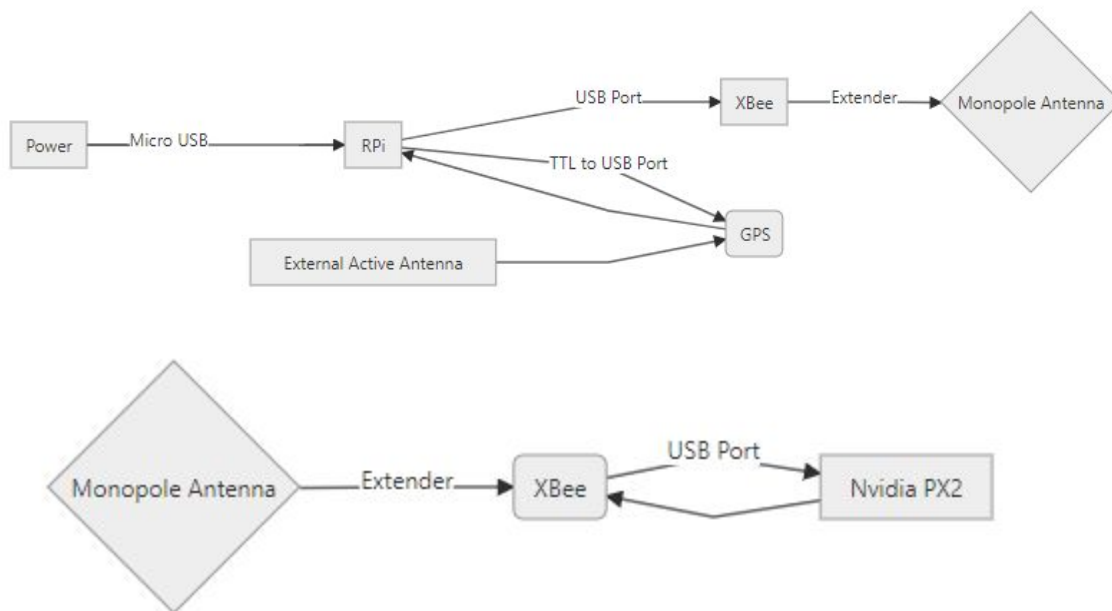 USB Port
XBee
Extender
Monopole Antenna
Power
Micro USB
RPi
TTL to USB Port
GPS
External Active Antenna
Monopole Antenna
Extender
XBee
USB Port
Nvidia PX2